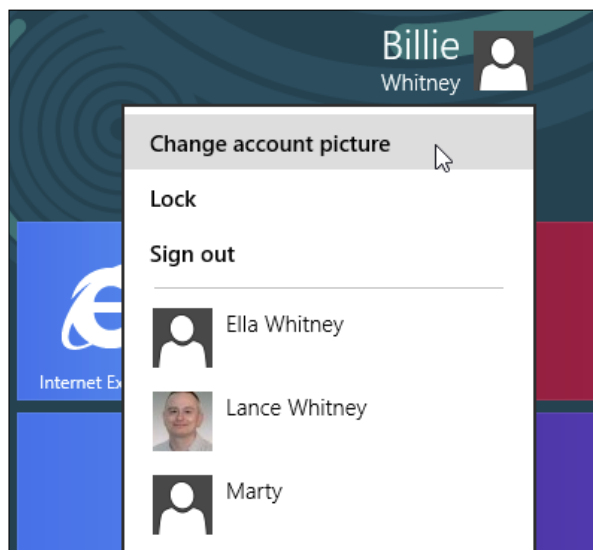 Billie
Whitney
Change account picture
Lock
Sign out
Ella Whitney
Internet Ex
Lance Whitney
Marty